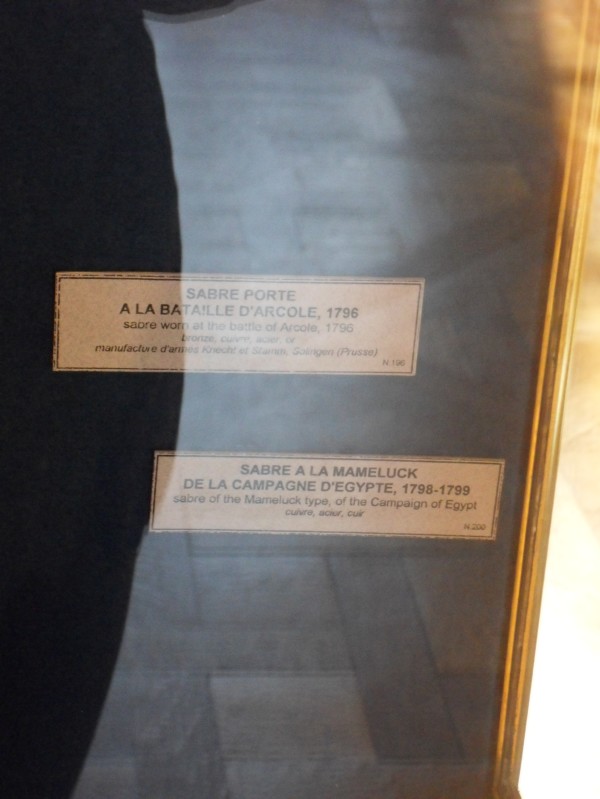 SABRE PORTE
A LA BATAILLE D'ARCOLE, 1796
sabre worn at the battle of Arcole, 1796
bronze, cuivre, acier, or
manufacture d'armes Knecht et Stamm, Solingen (Prusse)
N.196
SABRE A LA MAMELUCK
DE LA CAMPAGNE D'EGYPTE, 1798-1799
sabre of the Mameluck type, of the Campaign of Egypt
cuivre, acier, cuir
N.200